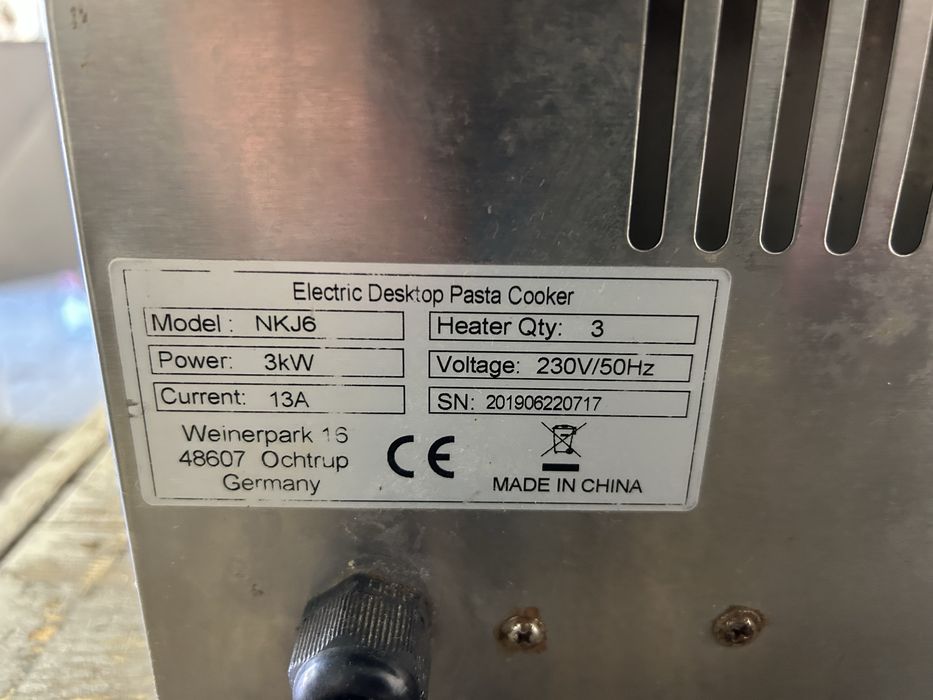 Electric Desktop Pasta Cooker
Model : NKJ6
Heater Qty: 3
Power: 3kW
Voltage: 230V/50Hz
Current: 13A
SN: 201906220717
Weinerpark 16
48607 Ochtrup
Germany
CE
MADE IN CHINA